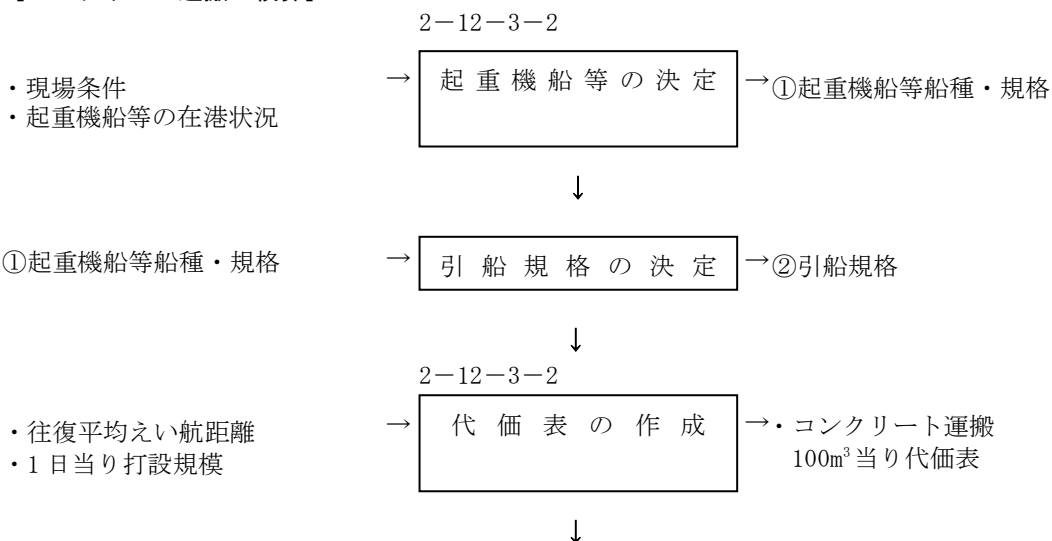 2－12－3－2
・現場条件
・起重機船等の在港状況
→ 起重機船等の決定 →①起重機船等船種・規格
↓
①起重機船等船種・規格 → 引船規格の決定 →②引船規格
↓
2－12－3－2
・往復平均えい航距離
・1日当り打設規模
→ 代価表の作成 →・コンクリート運搬
100m³当り代価表
↓